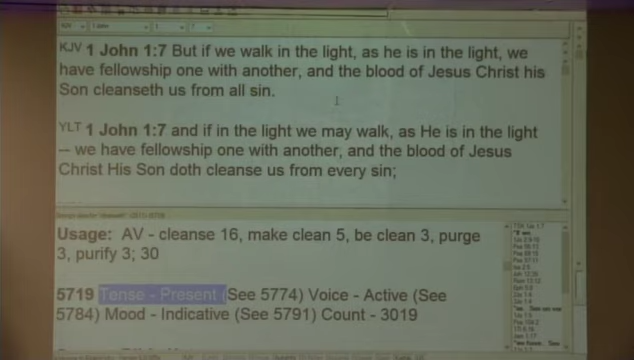 KJV 1 John 1:7 But if we walk in the light, as he is in the light, we
have fellowship one with another, and the blood of Jesus Christ his
Son cleanseth us from all sin.
YLT 1 John 1:7 and if in the light we may walk, as He is in the light
— we have fellowship one with another, and the blood of Jesus
Christ His Son doth cleanse us from every sin;
Usage: AV - cleanse 16, make clean 5, be clean 3, purge
3, purify 3; 30
5719 Tense - Present (See 5774) Voice - Active (See
5784) Mood - Indicative (See 5791) Count - 3019